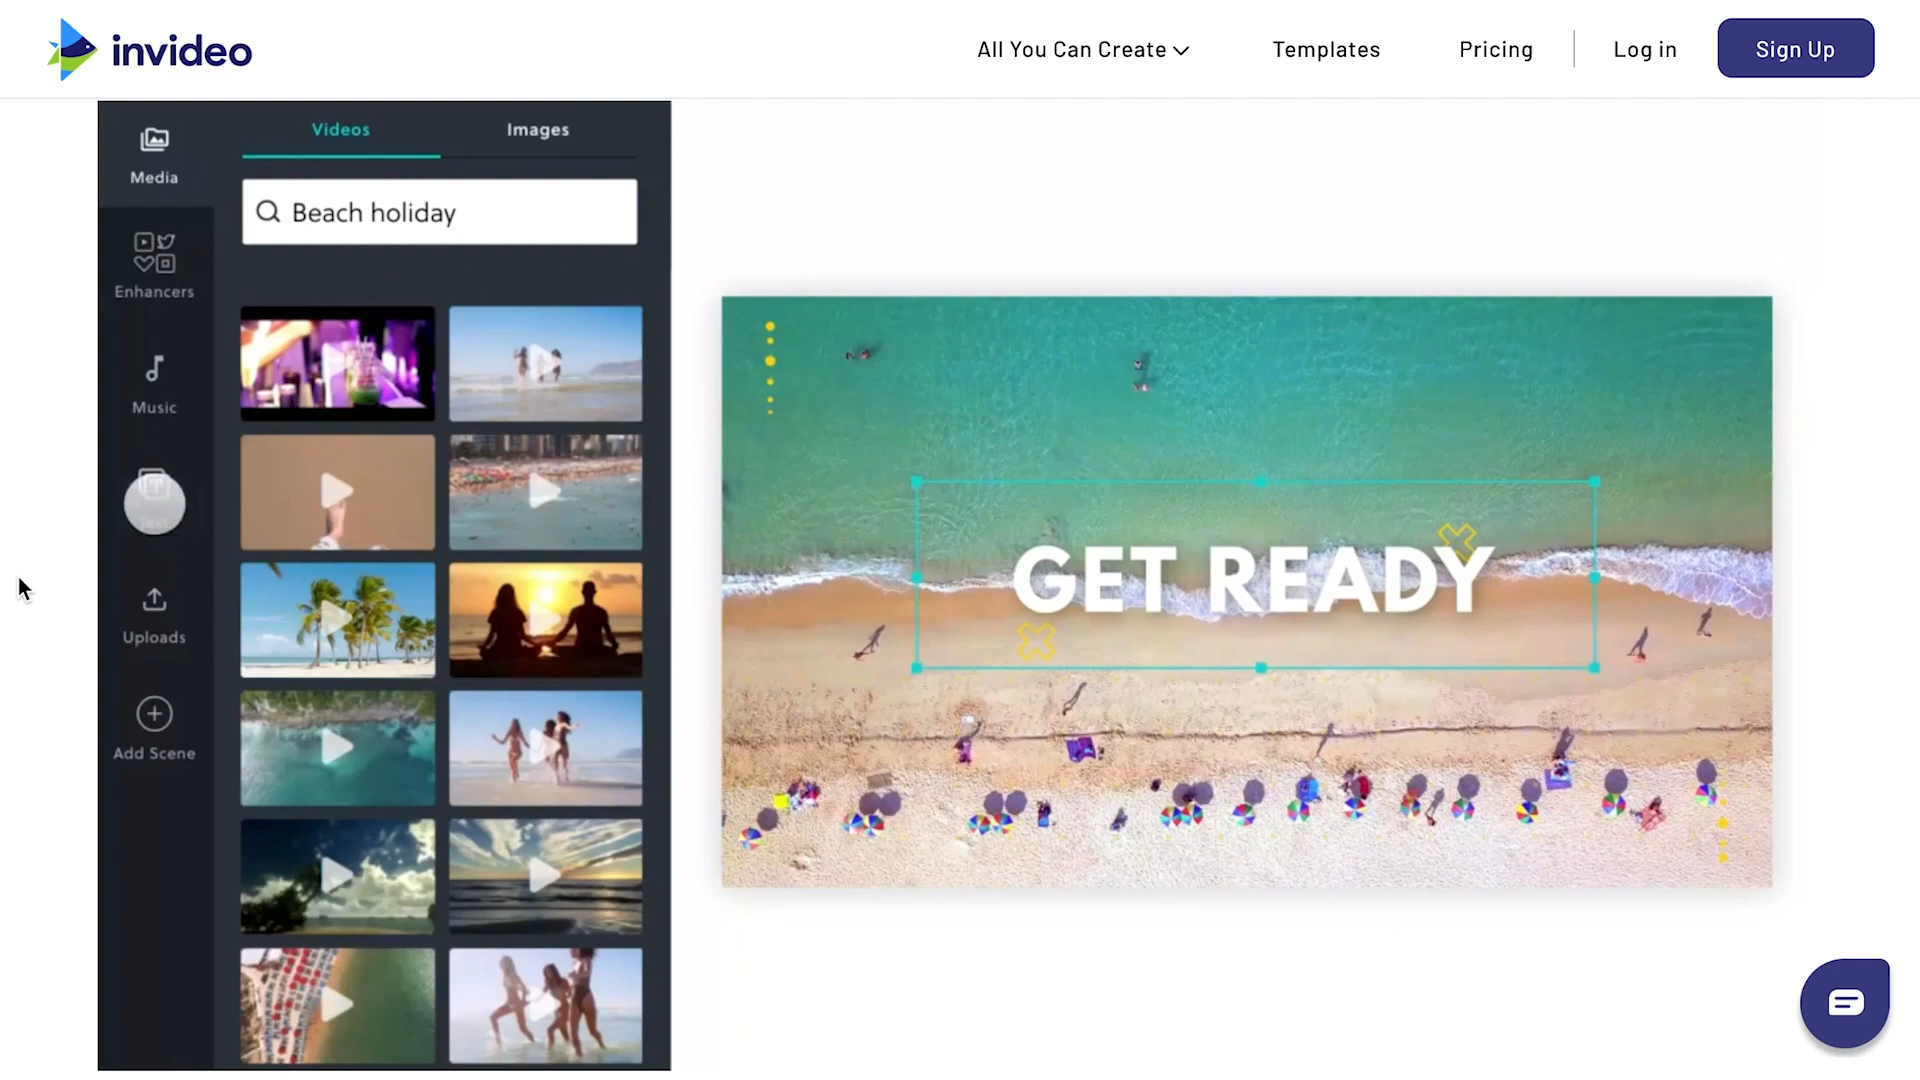 invideo
All You Can Create
Templates
Pricing
Log in
Sign Up
Media
Videos
Images
Beach holiday
Enhancers
Music
Text
Uploads
Add Scene
GET READY